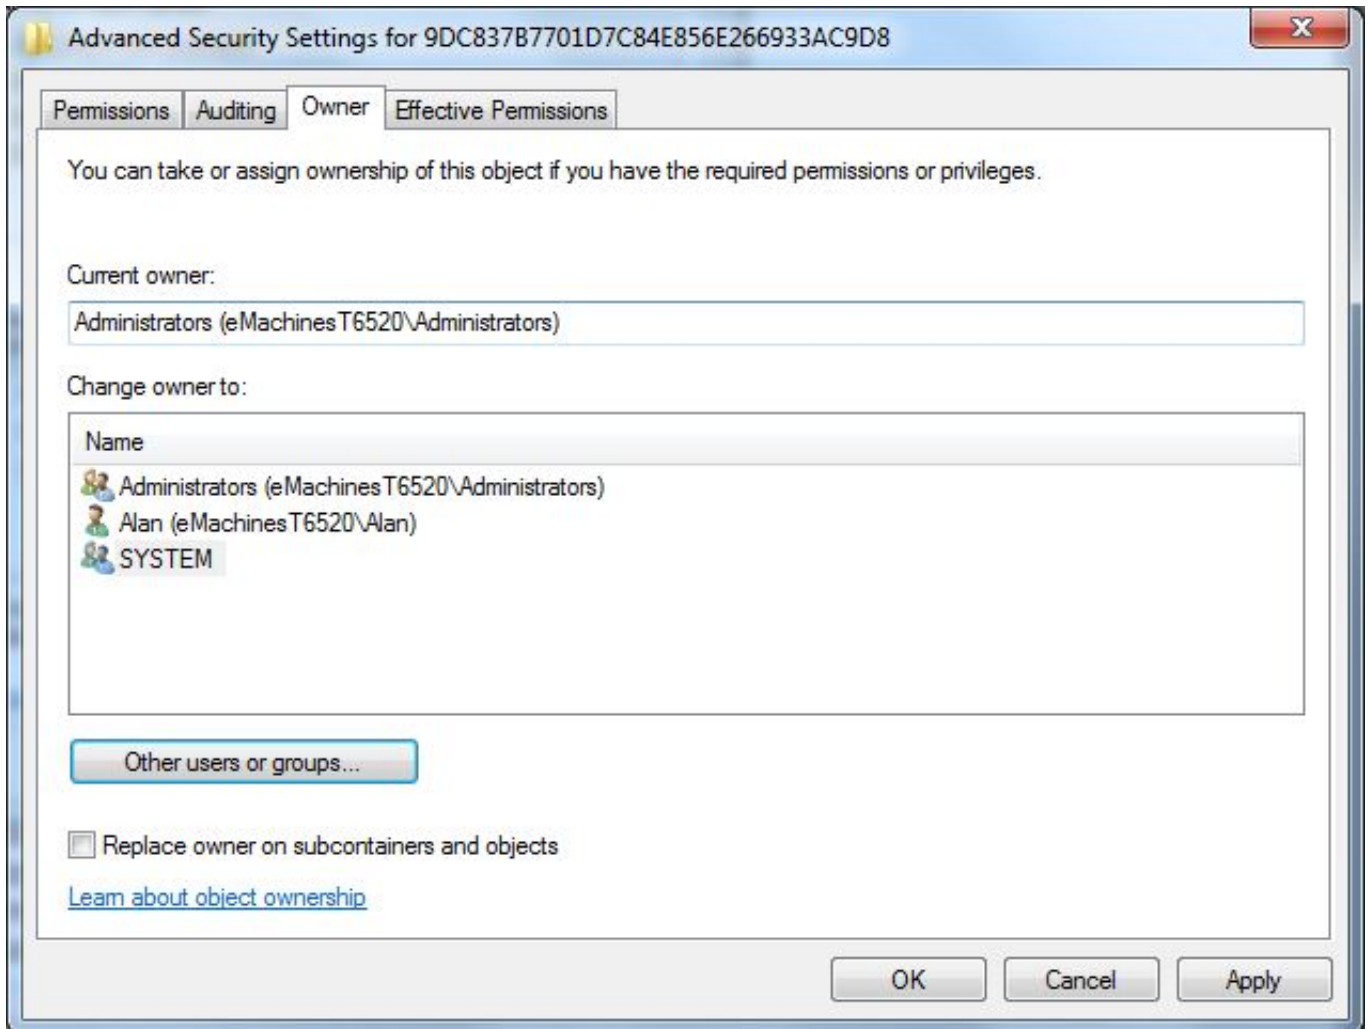 Advanced Security Settings for 9DC837B7701D7C84E856E266933AC9D8
X
Permissions Auditing Owner Effective Permissions
You can take or assign ownership of this object if you have the required permissions or privileges.
Current owner:
Administrators (eMachinesT6520\Administrators)
Change owner to:
Name
Administrators (eMachinesT6520\Administrators)
Alan (eMachinesT6520\Alan)
SYSTEM
Other users or groups...
Replace owner on subcontainers and objects
Learn about object ownership
OK Cancel Apply